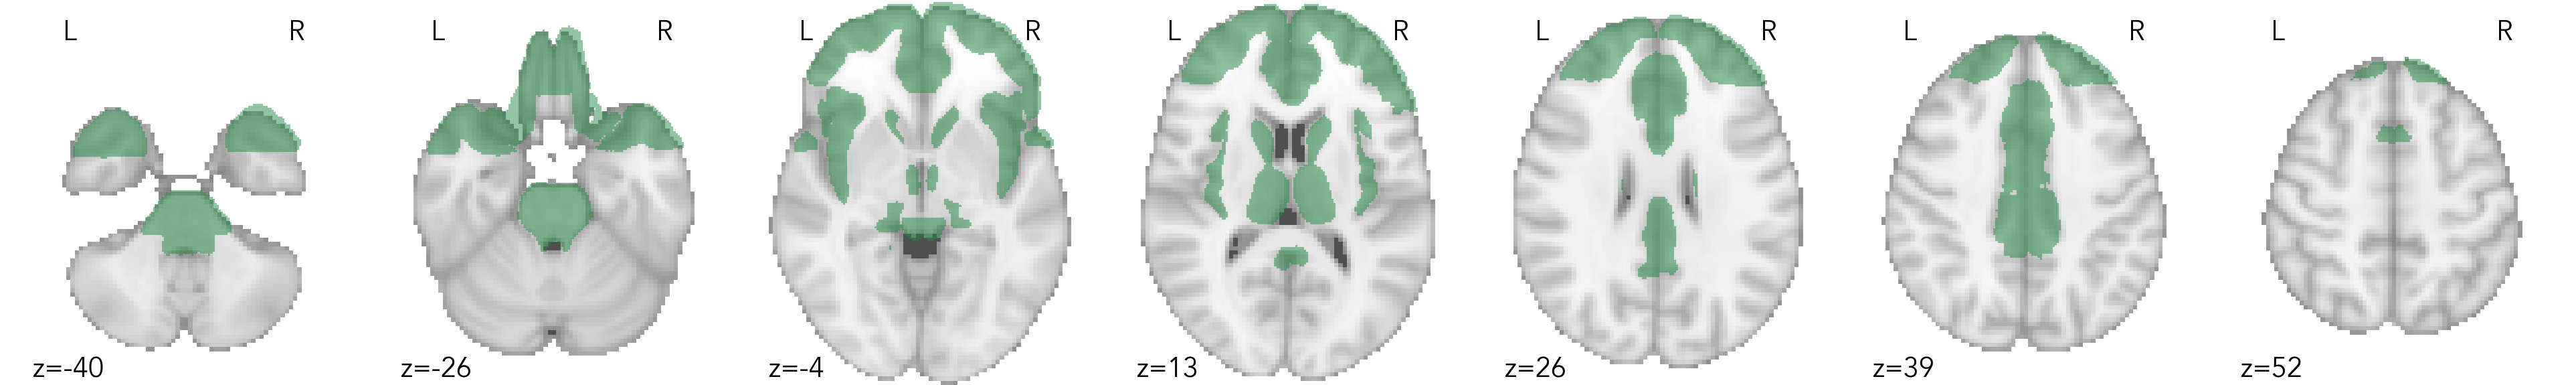 L R L R L R L R L R L R L R
z=-40 z=-26 z=-4 z=13 z=26 z=39 z=52